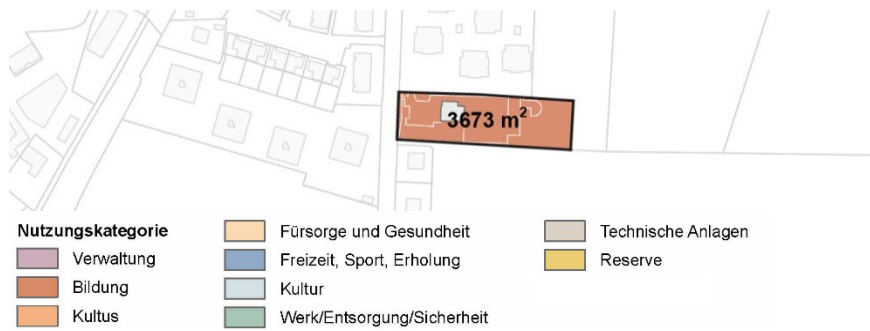 3673 m²
Nutzungskategorie
Verwaltung
Bildung
Kultus
Fürsorge und Gesundheit
Freizeit, Sport, Erholung
Kultur
Werk/Entsorgung/Sicherheit
Technische Anlagen
Reserve